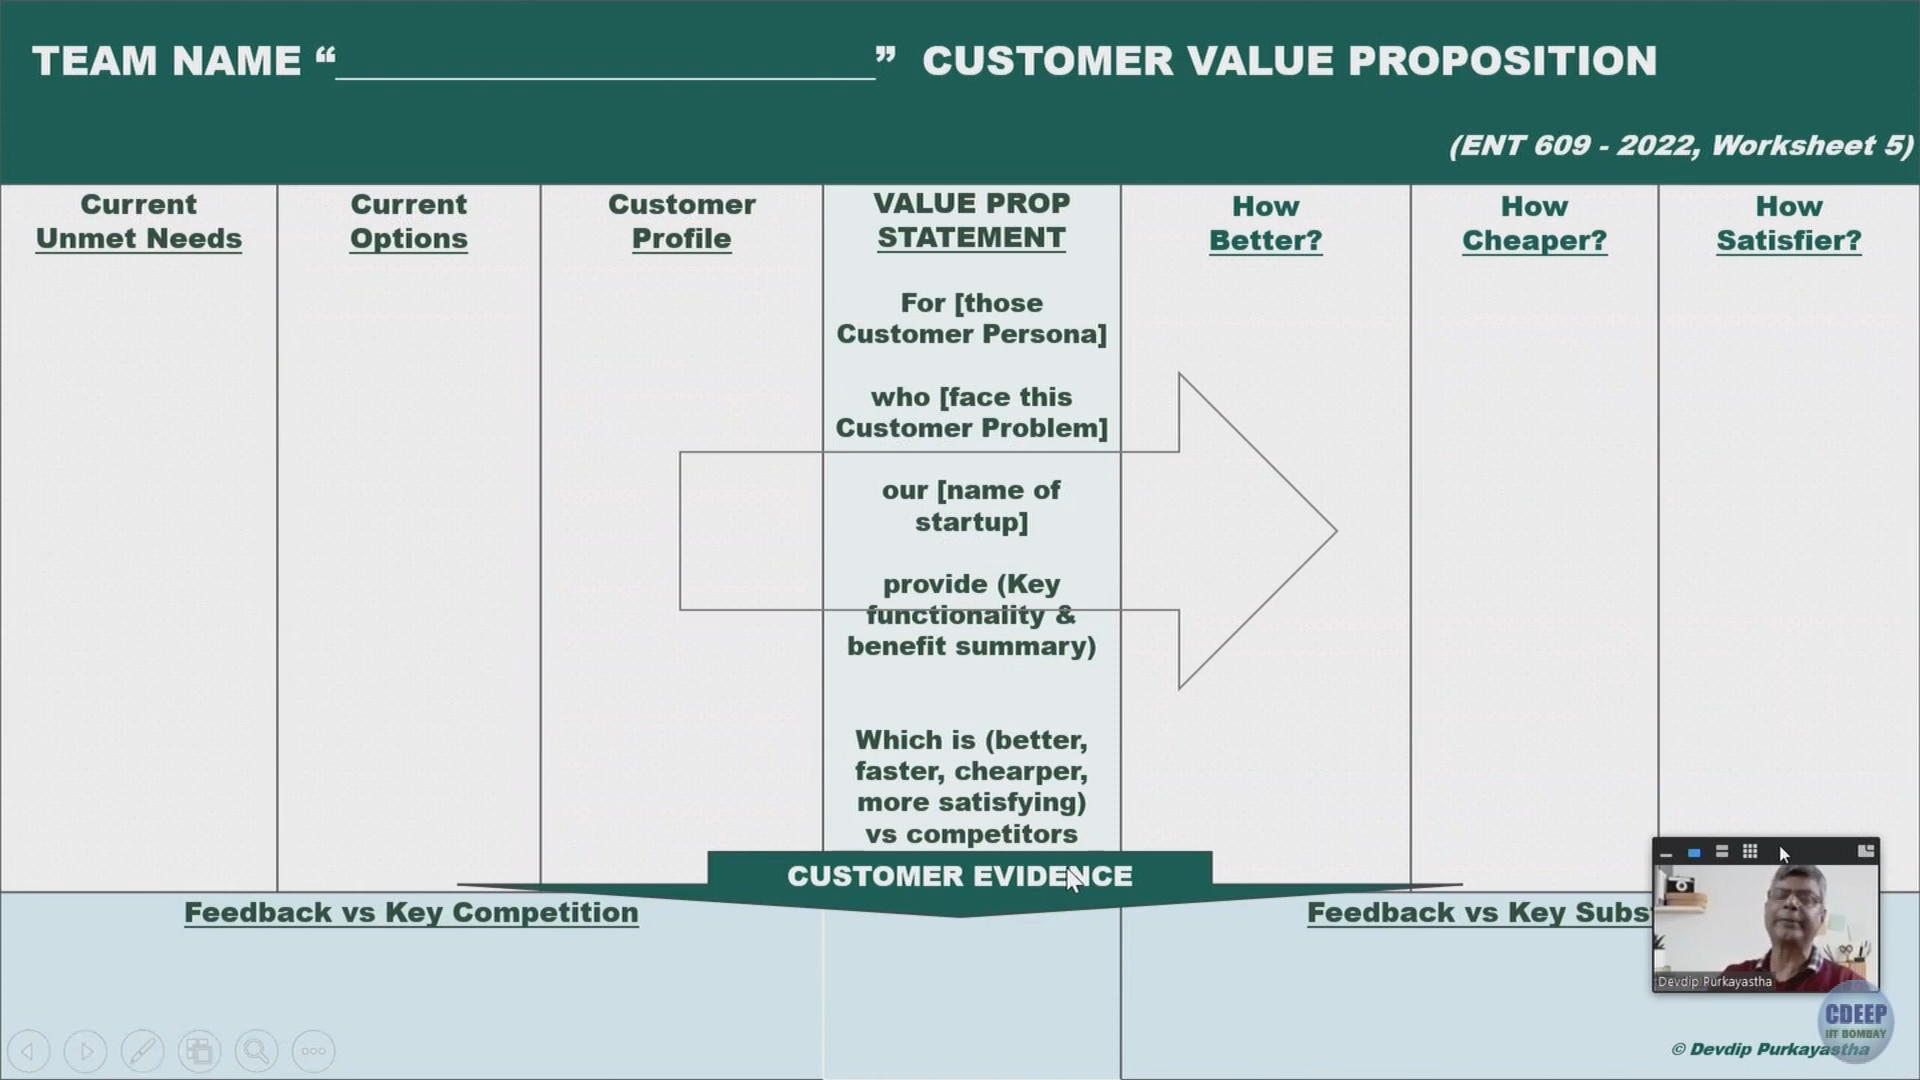 TEAM NAME “_________________________” CUSTOMER VALUE PROPOSITION
(ENT 609 - 2022, Worksheet 5)
Current
Unmet Needs
Current
Options
Customer
Profile
VALUE PROP
STATEMENT
For [those
Customer Persona]
who [face this
Customer Problem]
our [name of
startup]
provide (Key
functionality &
benefit summary)
Which is (better,
faster, chearper,
more satisfying)
vs competitors
How
Better?
How
Cheaper?
How
Satisfier?
CUSTOMER EVIDENCE
Feedback vs Key Competition
Feedback vs Key
Devdip Purkayastha
CDEEP
IIT BOMBAY
© Devdip Purkayastha